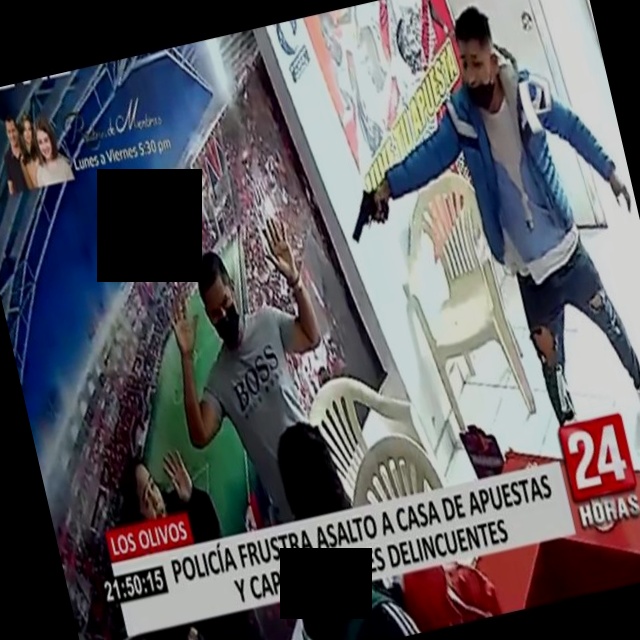 Lunes a Viernes 5:30 pm
BOSS
LOS OLIVOS
21:50:15
POLICÍA FRUSTRA ASALTO A CASA DE APUESTAS
Y CAP ES DELINCUENTES
24
HORAS